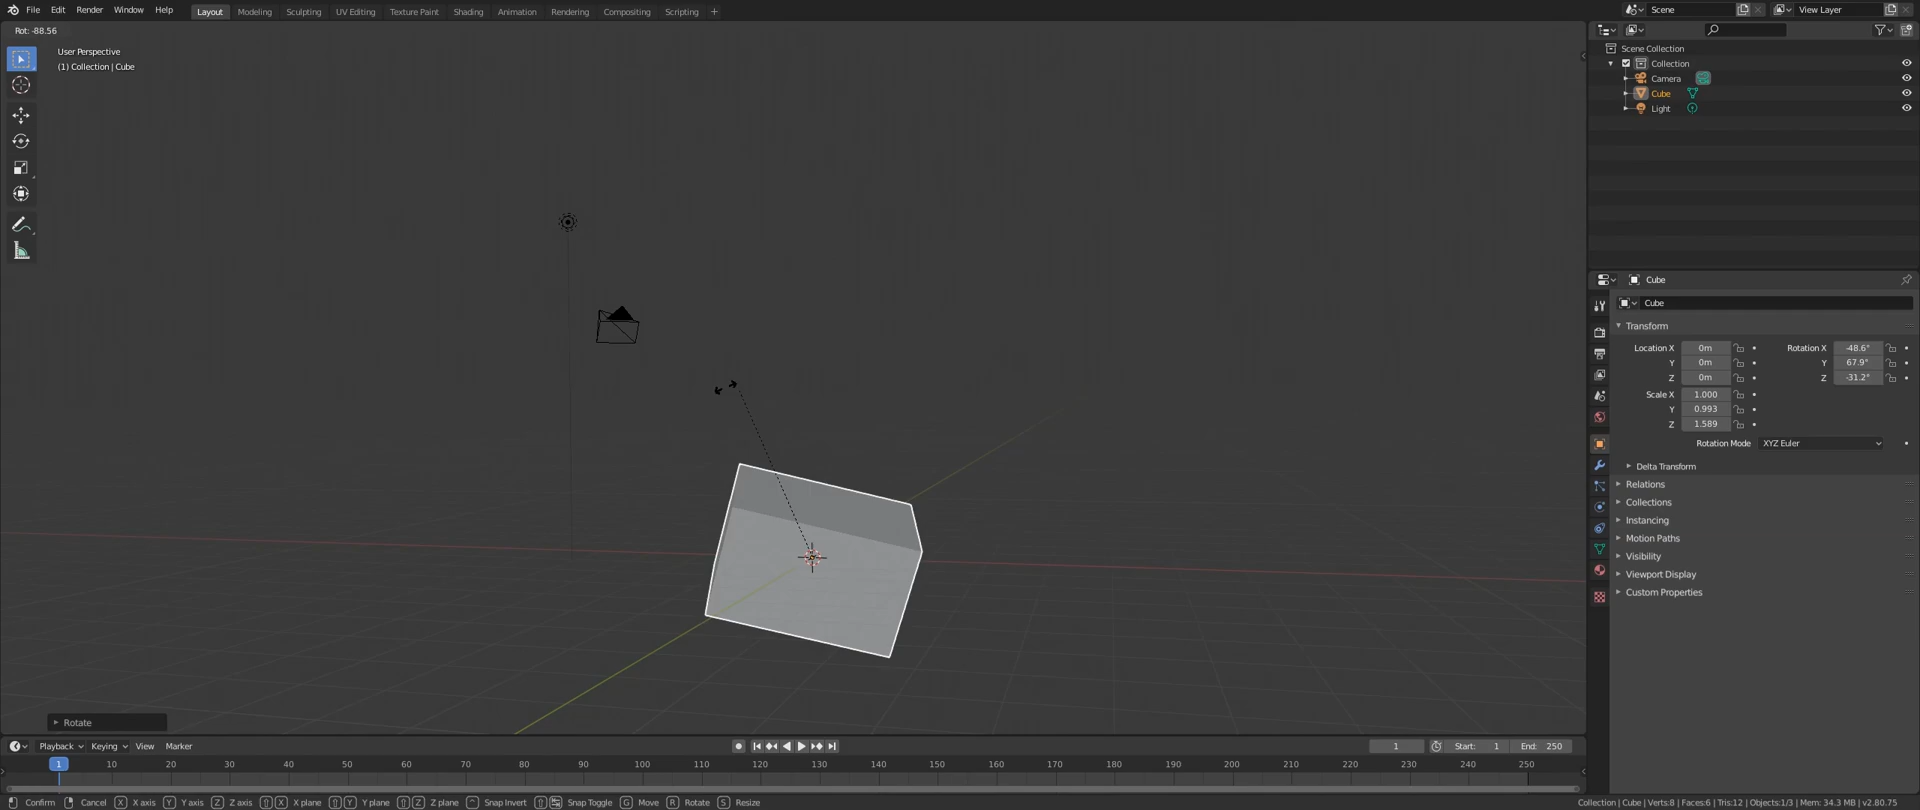 File Edit Render Window Help Layout Modeling Sculpting UV Editing Texture Paint Shading Animation Rendering Compositing Scripting + Scene View Layer
Rot: -88.56
User Perspective
(1) Collection | Cube
Scene Collection
Collection
Camera
Cube
Light
Cube
Cube
Transform
Location X 0m Rotation X -48.6°
Y 0m Y 67.9°
Z 0m Z -31.2°
Scale X 1.000
Y 0.993
Z 1.589
Rotation Mode XYZ Euler
Delta Transform
Relations
Collections
Instancing
Motion Paths
Visibility
Viewport Display
Custom Properties
Rotate
Playback Keying View Marker 1 Start: 1 End: 250
1 10 20 30 40 50 60 70 80 90 100 110 120 130 140 150 160 170 180 190 200 210 220 230 240 250
Confirm Cancel X X axis Y Y axis Z Z axis X X plane Y Y plane Z Z plane Snap Invert Snap Toggle G Move R Rotate S Resize Collection | Cube | Verts:8 | Faces:6 | Tris:12 | Objects:1/3 | Mem: 34.3 MB | v2.80.75